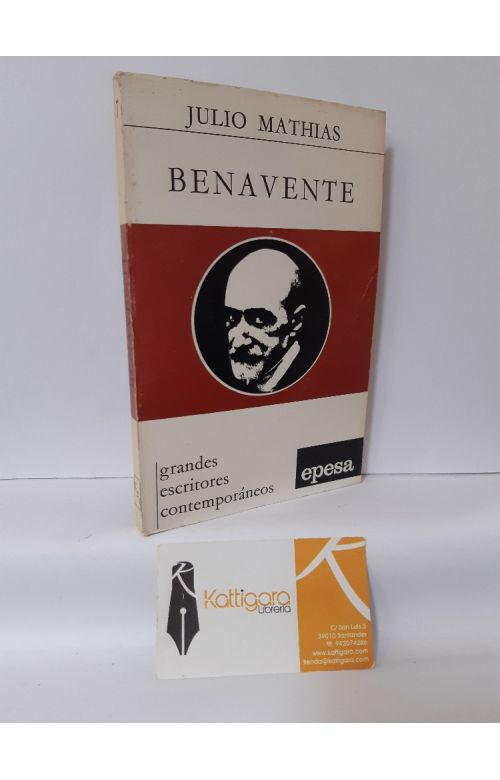 JULIO MATHIAS
BENAVENTE
grandes
escritores
contemporáneos
epesa
Kattigara
Librería
C/ San Luis 5
39010 Santander
942074286
www.kattigara.com
tienda@kattigara.com